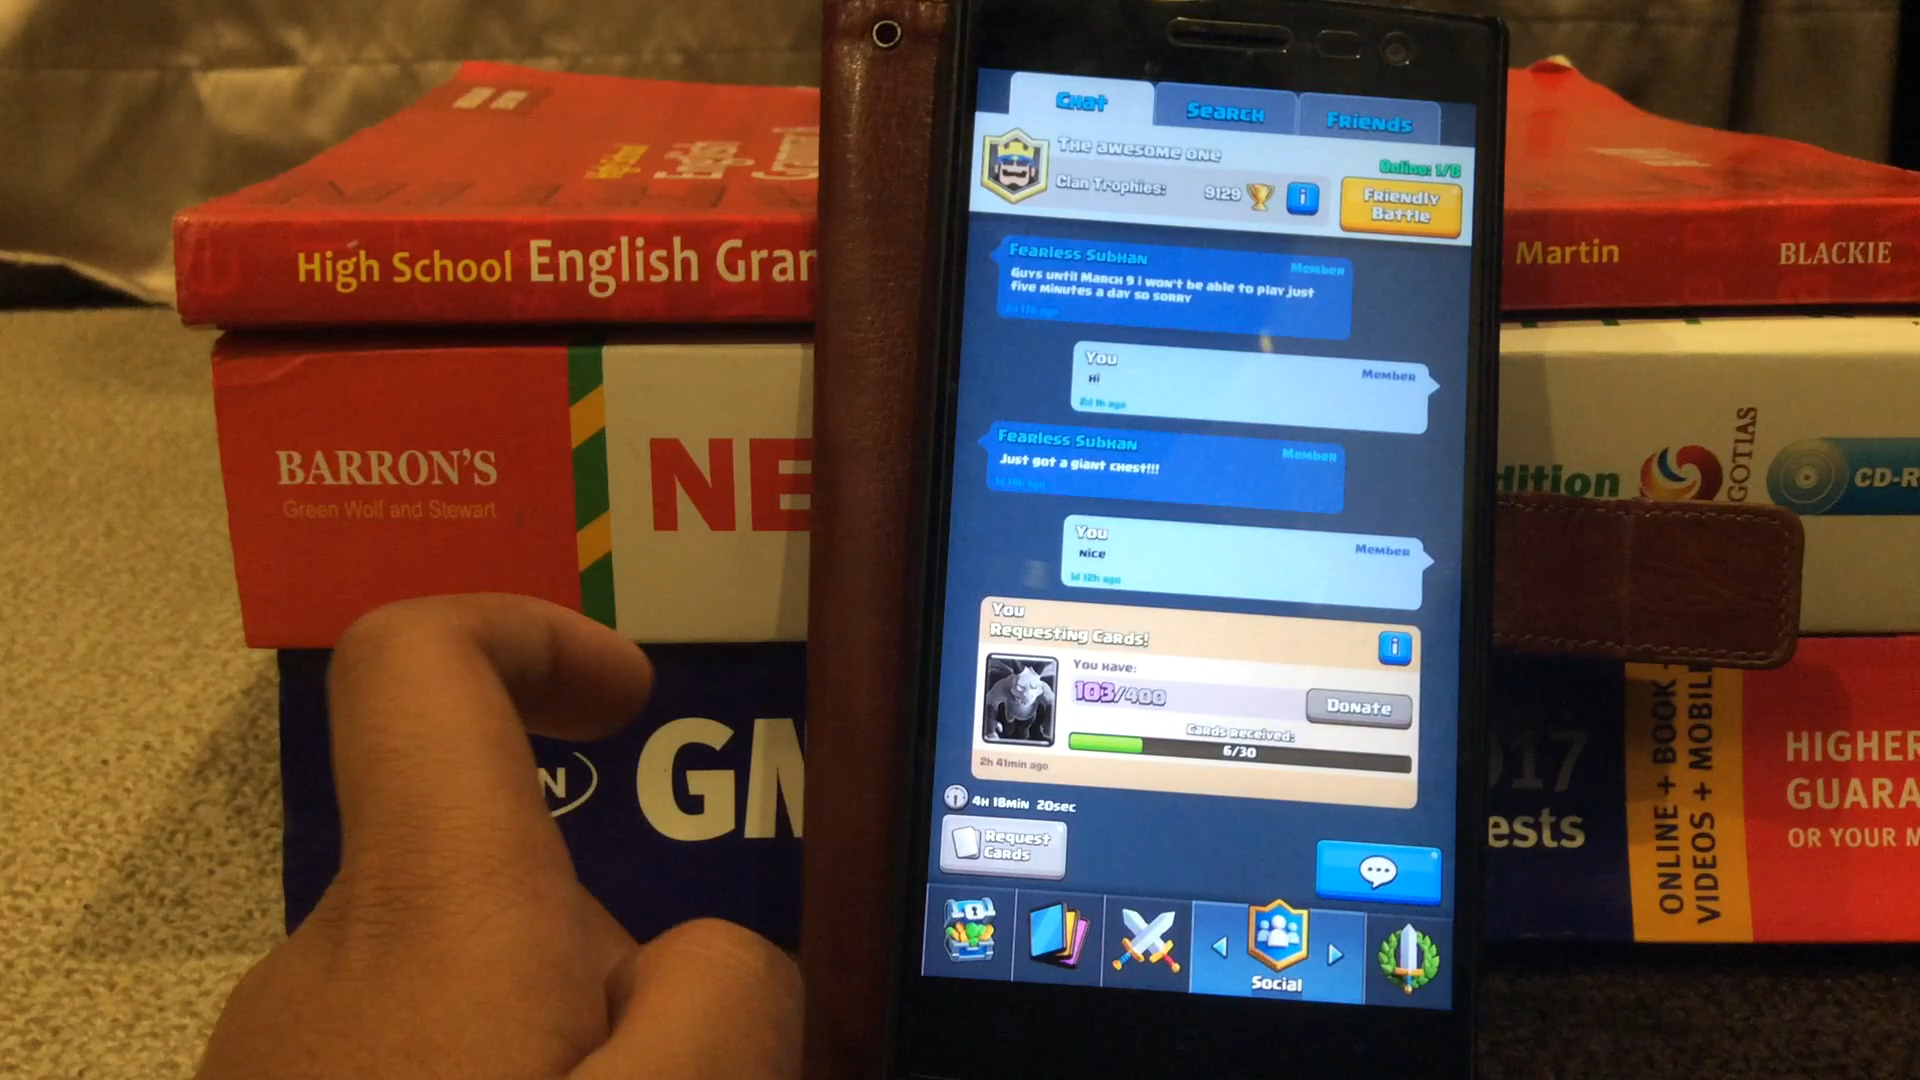 High School English Gra
Martin
BLACKIE
BARRON'S
Green Wolf and Stewart
NE
dition
GOTIAS
CD-R
GM
ests
ONLINE + BOOK
VIDEOS + MOBIL
HIGHER
GUARA
OR YOUR M
Chat
Search
Friends
The awesome one
Clan Trophies:
9129
Online: 1/8
Friendly
Battle
Fearless Subhan
Member
Guys until March 9 i won't be able to play just
five minutes a day so sorry
You
Member
Hi
2d 1h ago
Fearless Subhan
Member
Just got a giant chest!!!
You
Member
Nice
1d 12h ago
You
Requesting Cards!
You have:
103/400
Donate
Cards received:
6/30
2h 41min ago
4h 18min 20sec
Request
Cards
Social